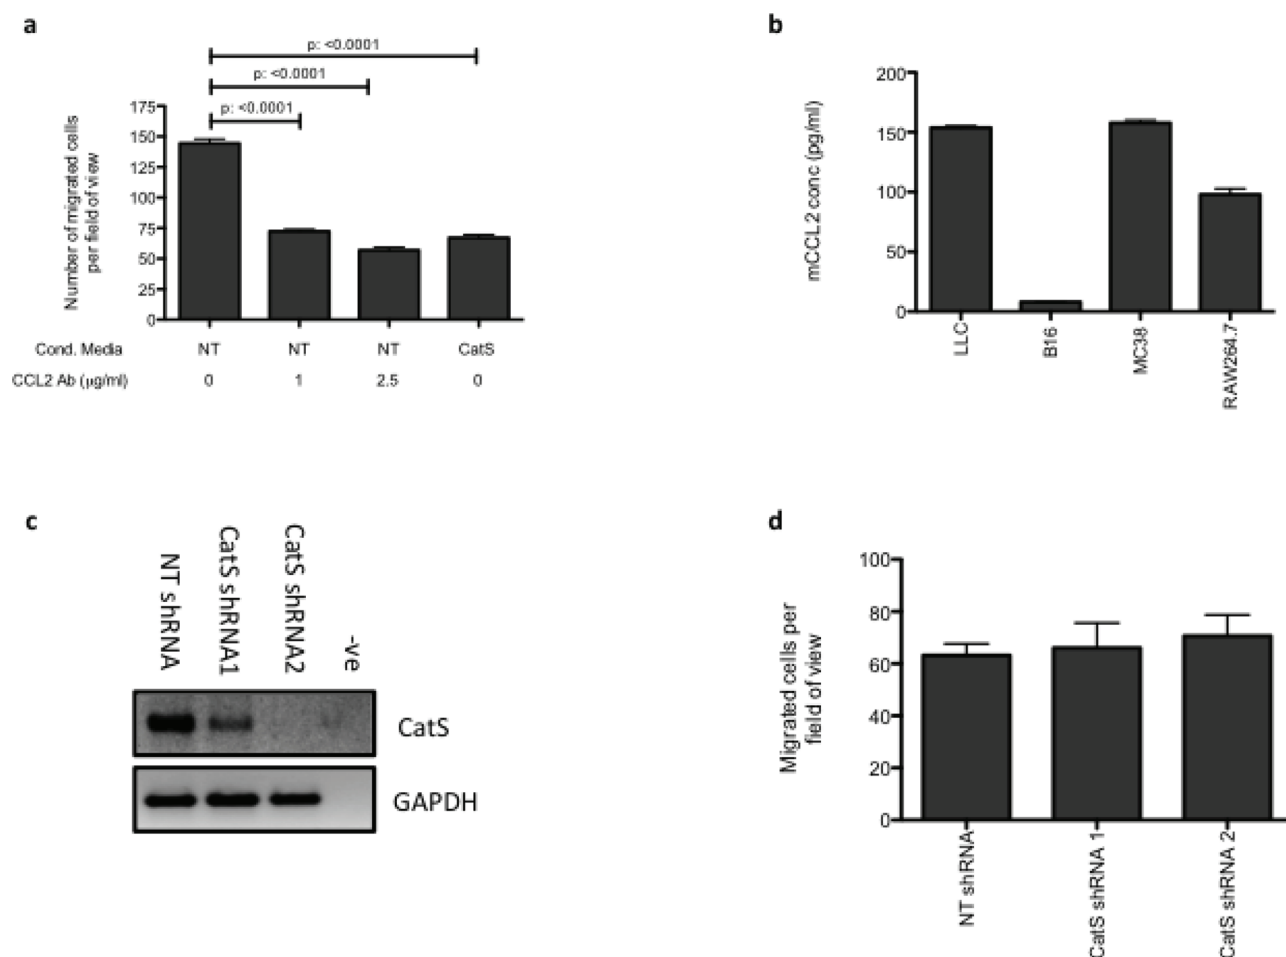 a
p: <0.0001
p: <0.0001
p: <0.0001
175
150
125
100
75
50
25
0
Number of migrated cells
per field of view
Cond. Media NT NT NT CatS
CCL2 Ab (µg/ml) 0 1 2.5 0
b
200
150
100
50
0
mCCL2 conc (pg/ml)
LLC
B16
MC38
RAW264.7
c
NT shRNA
CatS shRNA1
CatS shRNA2
-ve
CatS
GAPDH
d
100
80
60
40
20
0
Migrated cells per
field of view
NT shRNA
CatS shRNA 1
CatS shRNA 2